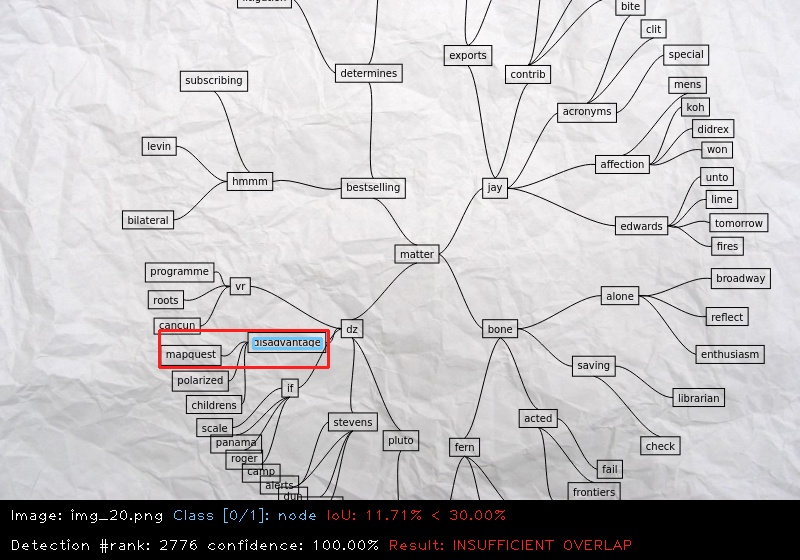 bite
clit
special
exports
contrib
determines
mens
subscribing
koh
acronyms
didrex
levin
won
affection
unto
hmmm
bestselling
jay
lime
bilateral
tomorrow
edwards
fires
matter
programme
broadway
vr
alone
roots
reflect
cancun
dz
bone
disadvantage
mapquest
enthusiasm
saving
polarized
if
librarian
childrens
acted
scale
stevens
pluto
panama
fern
check
roger
camp
fail
alerts
frontiers
Image: img_20.png Class [0/1]: node IoU: 11.71% < 30.00%
Detection #rank: 2776 confidence: 100.00% Result: INSUFFICIENT OVERLAP